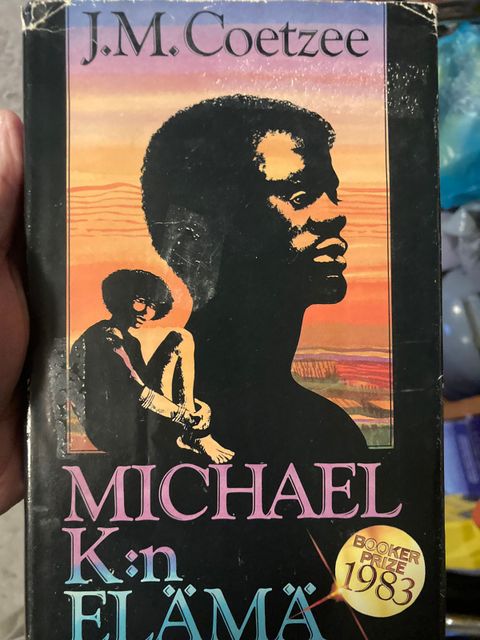 J.M. Coetzee
MICHAEL
K:n
ELÄMÄ
BOOKER
PRIZE
1983